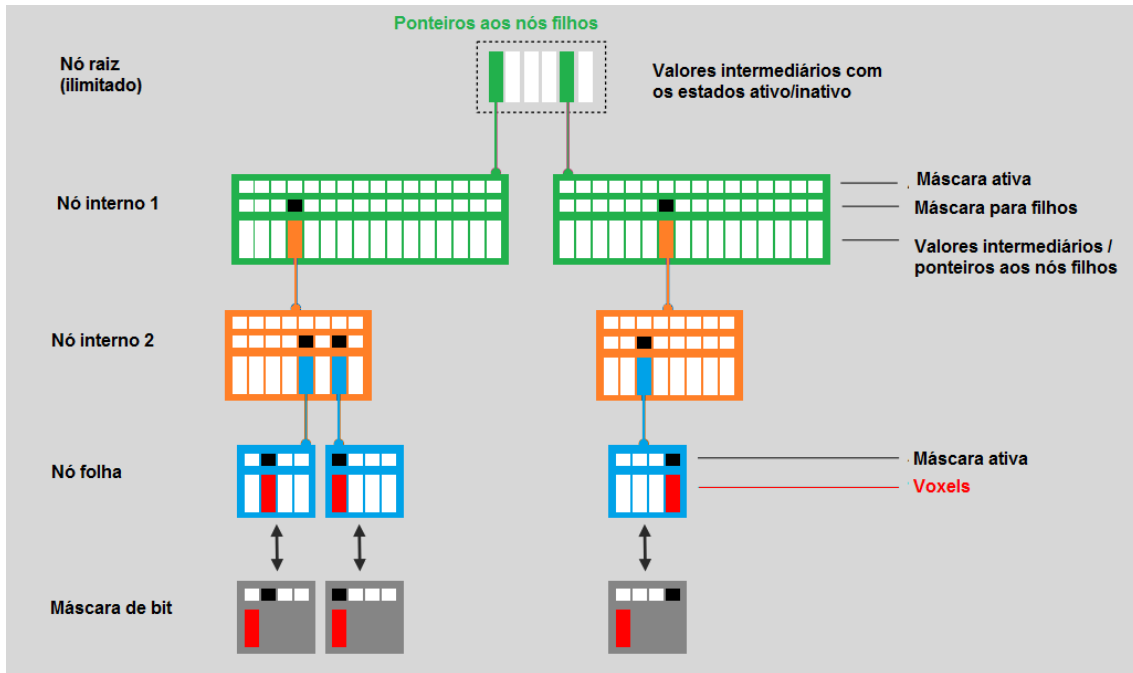 Ponteiros aos nós filhos
Nó raiz
(ilimitado)
Valores intermediários com
os estados ativo/inativo
Nó interno 1
Máscara ativa
Máscara para filhos
Valores intermediários /
ponteiros aos nós filhos
Nó interno 2
Nó folha
Máscara ativa
Voxels
Máscara de bit